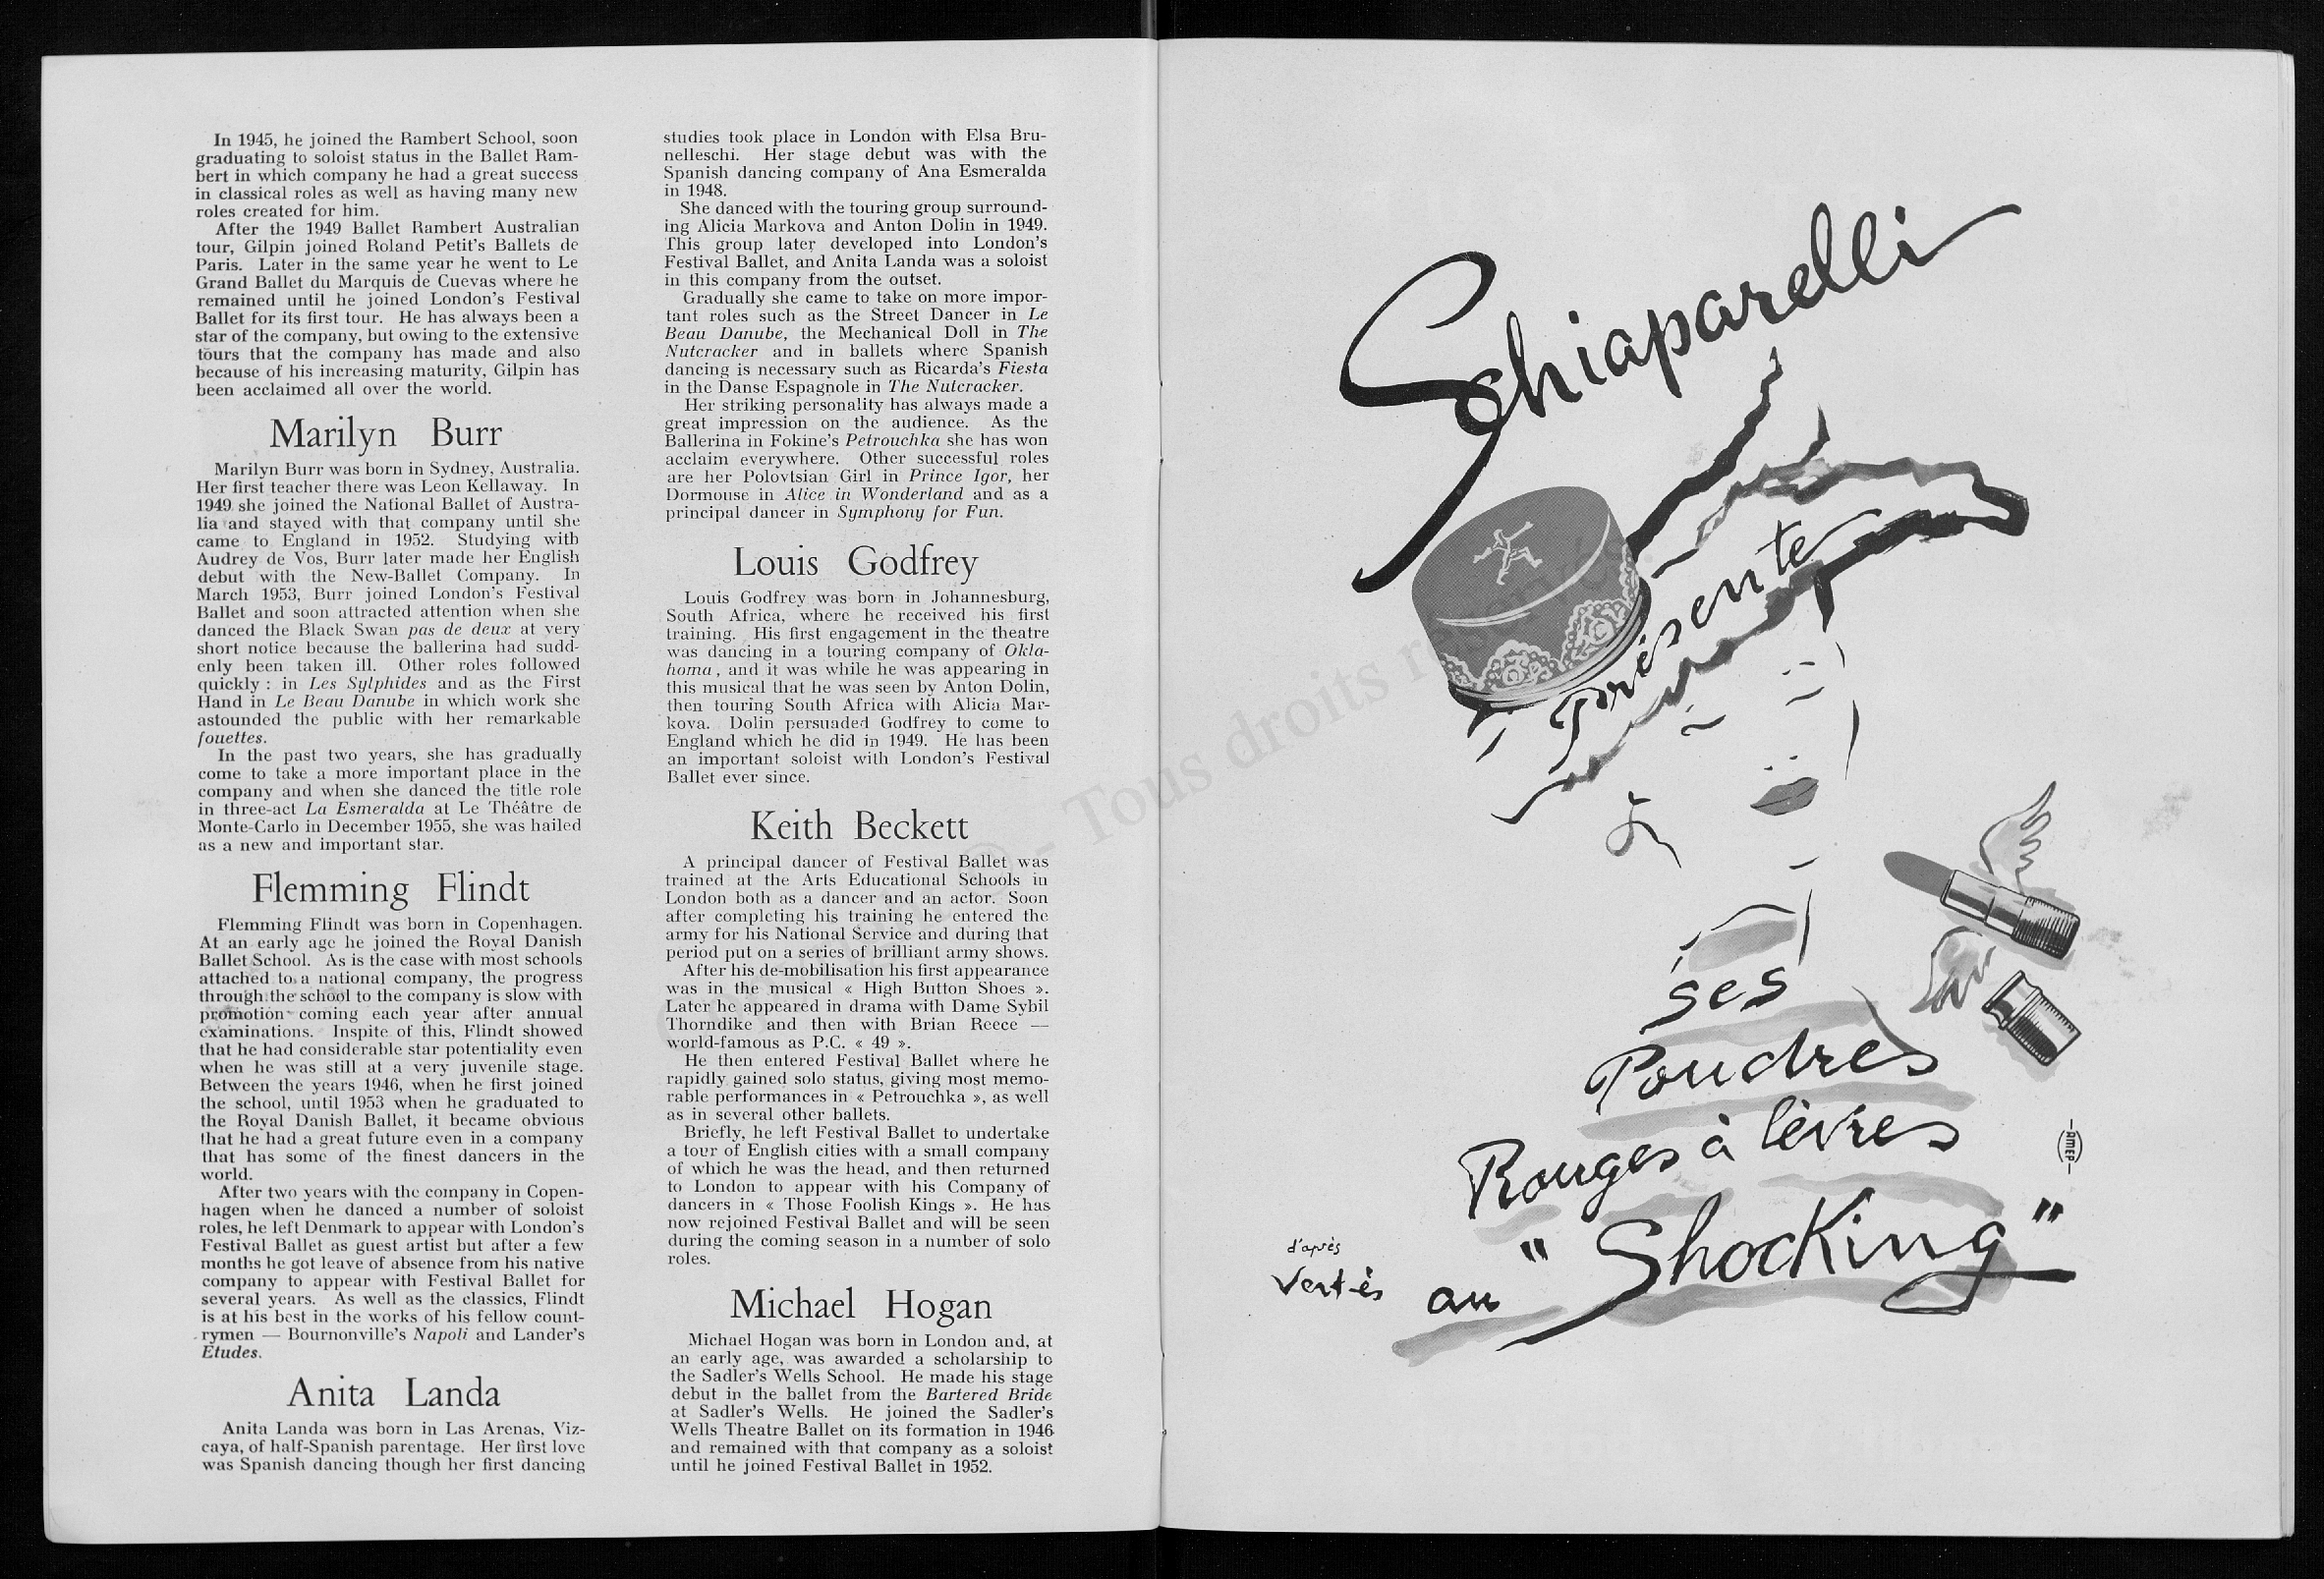 In 1945, he joined the Rambert School, soon
graduating to soloist status in the Ballet Ram-
bert in which company he had a great success
in classical roles as well as having many new
roles created for him.
After the 1949 Ballet Rambert Australian
tour, Gilpin joined Roland Petit's Ballets de
Paris. Later in the same year he went to Le
Grand Ballet du Marquis de Cuevas where he
remained until he joined London's Festival
Ballet for its first tour. He has always been a
star of the company, but owing to the extensive
tours that the company has made and also
because of his increasing maturity, Gilpin has
been acclaimed all over the world.
Marilyn Burr
Marilyn Burr was born in Sydney, Australia.
Her first teacher there was Leon Kellaway. In
1949 she joined the National Ballet of Austra-
lia and stayed with that company until she
came to England in 1952. Studying with
Audrey de Vos, Burr later made her English
debut with the New-Ballet Company. In
March 1953, Burr joined London's Festival
Ballet and soon attracted attention when she
danced the Black Swan pas de deux at very
short notice because the ballerina had sudd-
enly been taken ill. Other roles followed
quickly : in Les Sylphides and as the First
Hand in Le Beau Danube in which work she
astounded the public with her remarkable
fouettes.
In the past two years, she has gradually
come to take a more important place in the
company and when she danced the title role
in three-act La Esmeralda at Le Théâtre de
Monte-Carlo in December 1955, she was hailed
as a new and important star.
Flemming Flindt
Flemming Flindt was born in Copenhagen.
At an early age he joined the Royal Danish
Ballet School. As is the case with most schools
attached to a national company, the progress
through the school to the company is slow with
promotion coming each year after annual
examinations. Inspite of this, Flindt showed
that he had considerable star potentiality even
when he was still at a very juvenile stage.
Between the years 1946, when he first joined
the school, until 1953 when he graduated to
the Royal Danish Ballet, it became obvious
that he had a great future even in a company
that has some of the finest dancers in the
world.
After two years with the company in Copen-
hagen when he danced a number of soloist
roles, he left Denmark to appear with London's
Festival Ballet as guest artist but after a few
months he got leave of absence from his native
company to appear with Festival Ballet for
several years. As well as the classics, Flindt
is at his best in the works of his fellow count-
rymen — Bournonville's Napoli and Lander's
Etudes.
Anita Landa
Anita Landa was born in Las Arenas, Viz-
caya, of half-Spanish parentage. Her first love
was Spanish dancing though her first dancing
studies took place in London with Elsa Bru-
nelleschi. Her stage debut was with the
Spanish dancing company of Ana Esmeralda
in 1948.
She danced with the touring group surround-
ing Alicia Markova and Anton Dolin in 1949.
This group later developed into London's
Festival Ballet, and Anita Landa was a soloist
in this company from the outset.
Gradually she came to take on more impor-
tant roles such as the Street Dancer in Le
Beau Danube, the Mechanical Doll in The
Nutcracker and in ballets where Spanish
dancing is necessary such as Ricarda's Fiesta
in the Danse Espagnole in The Nutcracker.
Her striking personality has always made a
great impression on the audience. As the
Ballerina in Fokine's Petrouchka she has won
acclaim everywhere. Other successful roles
are her Polovtsian Girl in Prince Igor, her
Dormouse in Alice in Wonderland and as a
principal dancer in Symphony for Fun.
Louis Godfrey
Louis Godfrey was born in Johannesburg,
South Africa, where he received his first
training. His first engagement in the theatre
was dancing in a touring company of Okla-
homa, and it was while he was appearing in
this musical that he was seen by Anton Dolin,
then touring South Africa with Alicia Mar-
kova. Dolin persuaded Godfrey to come to
England which he did in 1949. He has been
an important soloist with London's Festival
Ballet ever since.
Keith Beckett
A principal dancer of Festival Ballet was
trained at the Arts Educational Schools in
London both as a dancer and an actor. Soon
after completing his training he entered the
army for his National Service and during that
period put on a series of brilliant army shows.
After his de-mobilisation his first appearance
was in the musical « High Button Shoes ».
Later he appeared in drama with Dame Sybil
Thorndike and then with Brian Reece —
world-famous as P.C. « 49 ».
He then entered Festival Ballet where he
rapidly gained solo status, giving most memo-
rable performances in « Petrouchka », as well
as in several other ballets.
Briefly, he left Festival Ballet to undertake
a tour of English cities with a small company
of which he was the head, and then returned
to London to appear with his Company of
dancers in « Those Foolish Kings ». He has
now rejoined Festival Ballet and will be seen
during the coming season in a number of solo
roles.
Michael Hogan
Michael Hogan was born in London and, at
an early age, was awarded a scholarship to
the Sadler's Wells School. He made his stage
debut in the ballet from the Bartered Bride
at Sadler's Wells. He joined the Sadler's
Wells Theatre Ballet on its formation in 1946
and remained with that company as a soloist
until he joined Festival Ballet in 1952.
Schiaparelli
présente
ses
Poudres
Rouges à lèvres
au "Shocking"
d'après
Vertès
AMEP
© - Tous droits réservés